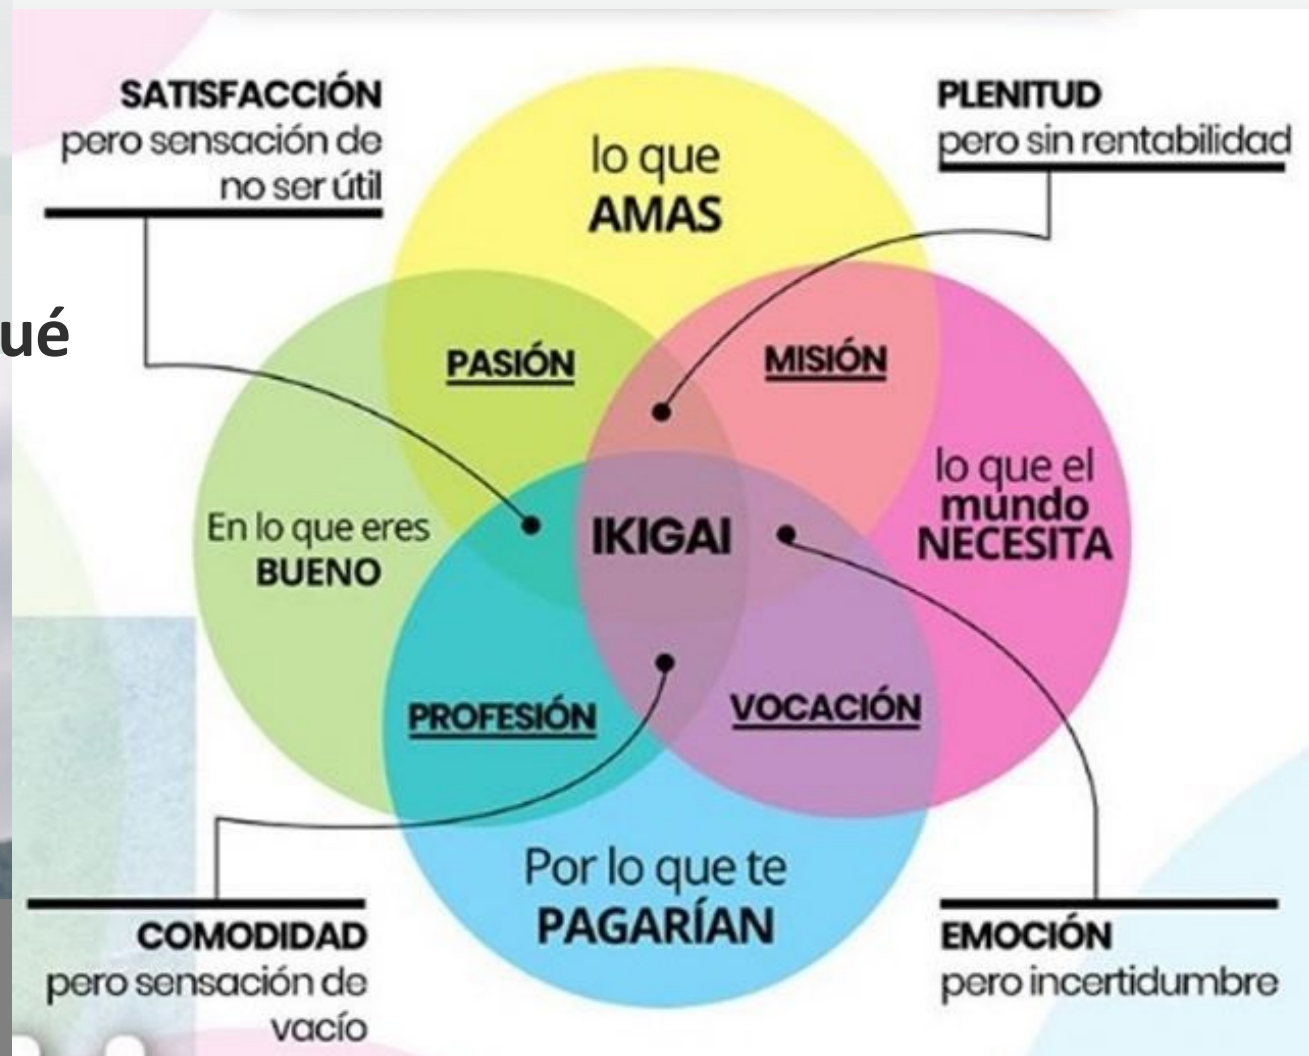 SATISFACCIÓN
pero sensación de
no ser útil
PLENITUD
pero sin rentabilidad
lo que
AMAS
ué
PASIÓN
MISIÓN
En lo que eres
BUENO
IKIGAI
lo que el
mundo
NECESITA
PROFESIÓN
VOCACIÓN
Por lo que te
PAGARÍAN
COMODIDAD
pero sensación de
vacío
EMOCIÓN
pero incertidumbre